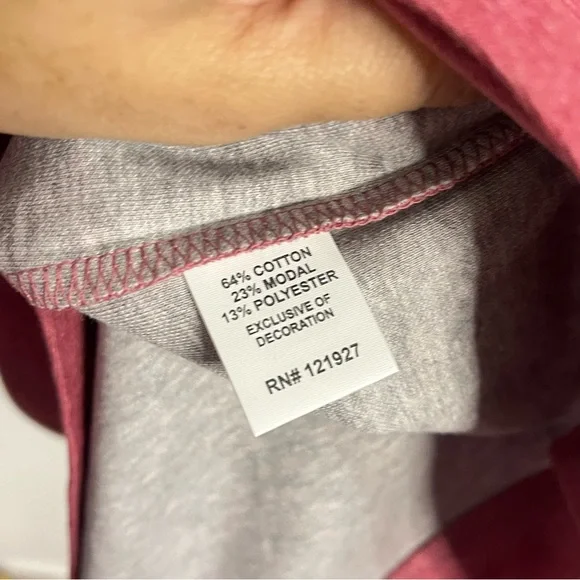 64% COTTON
23% MODAL
13% POLYESTER
EXCLUSIVE OF
DECORATION
RN# 121927